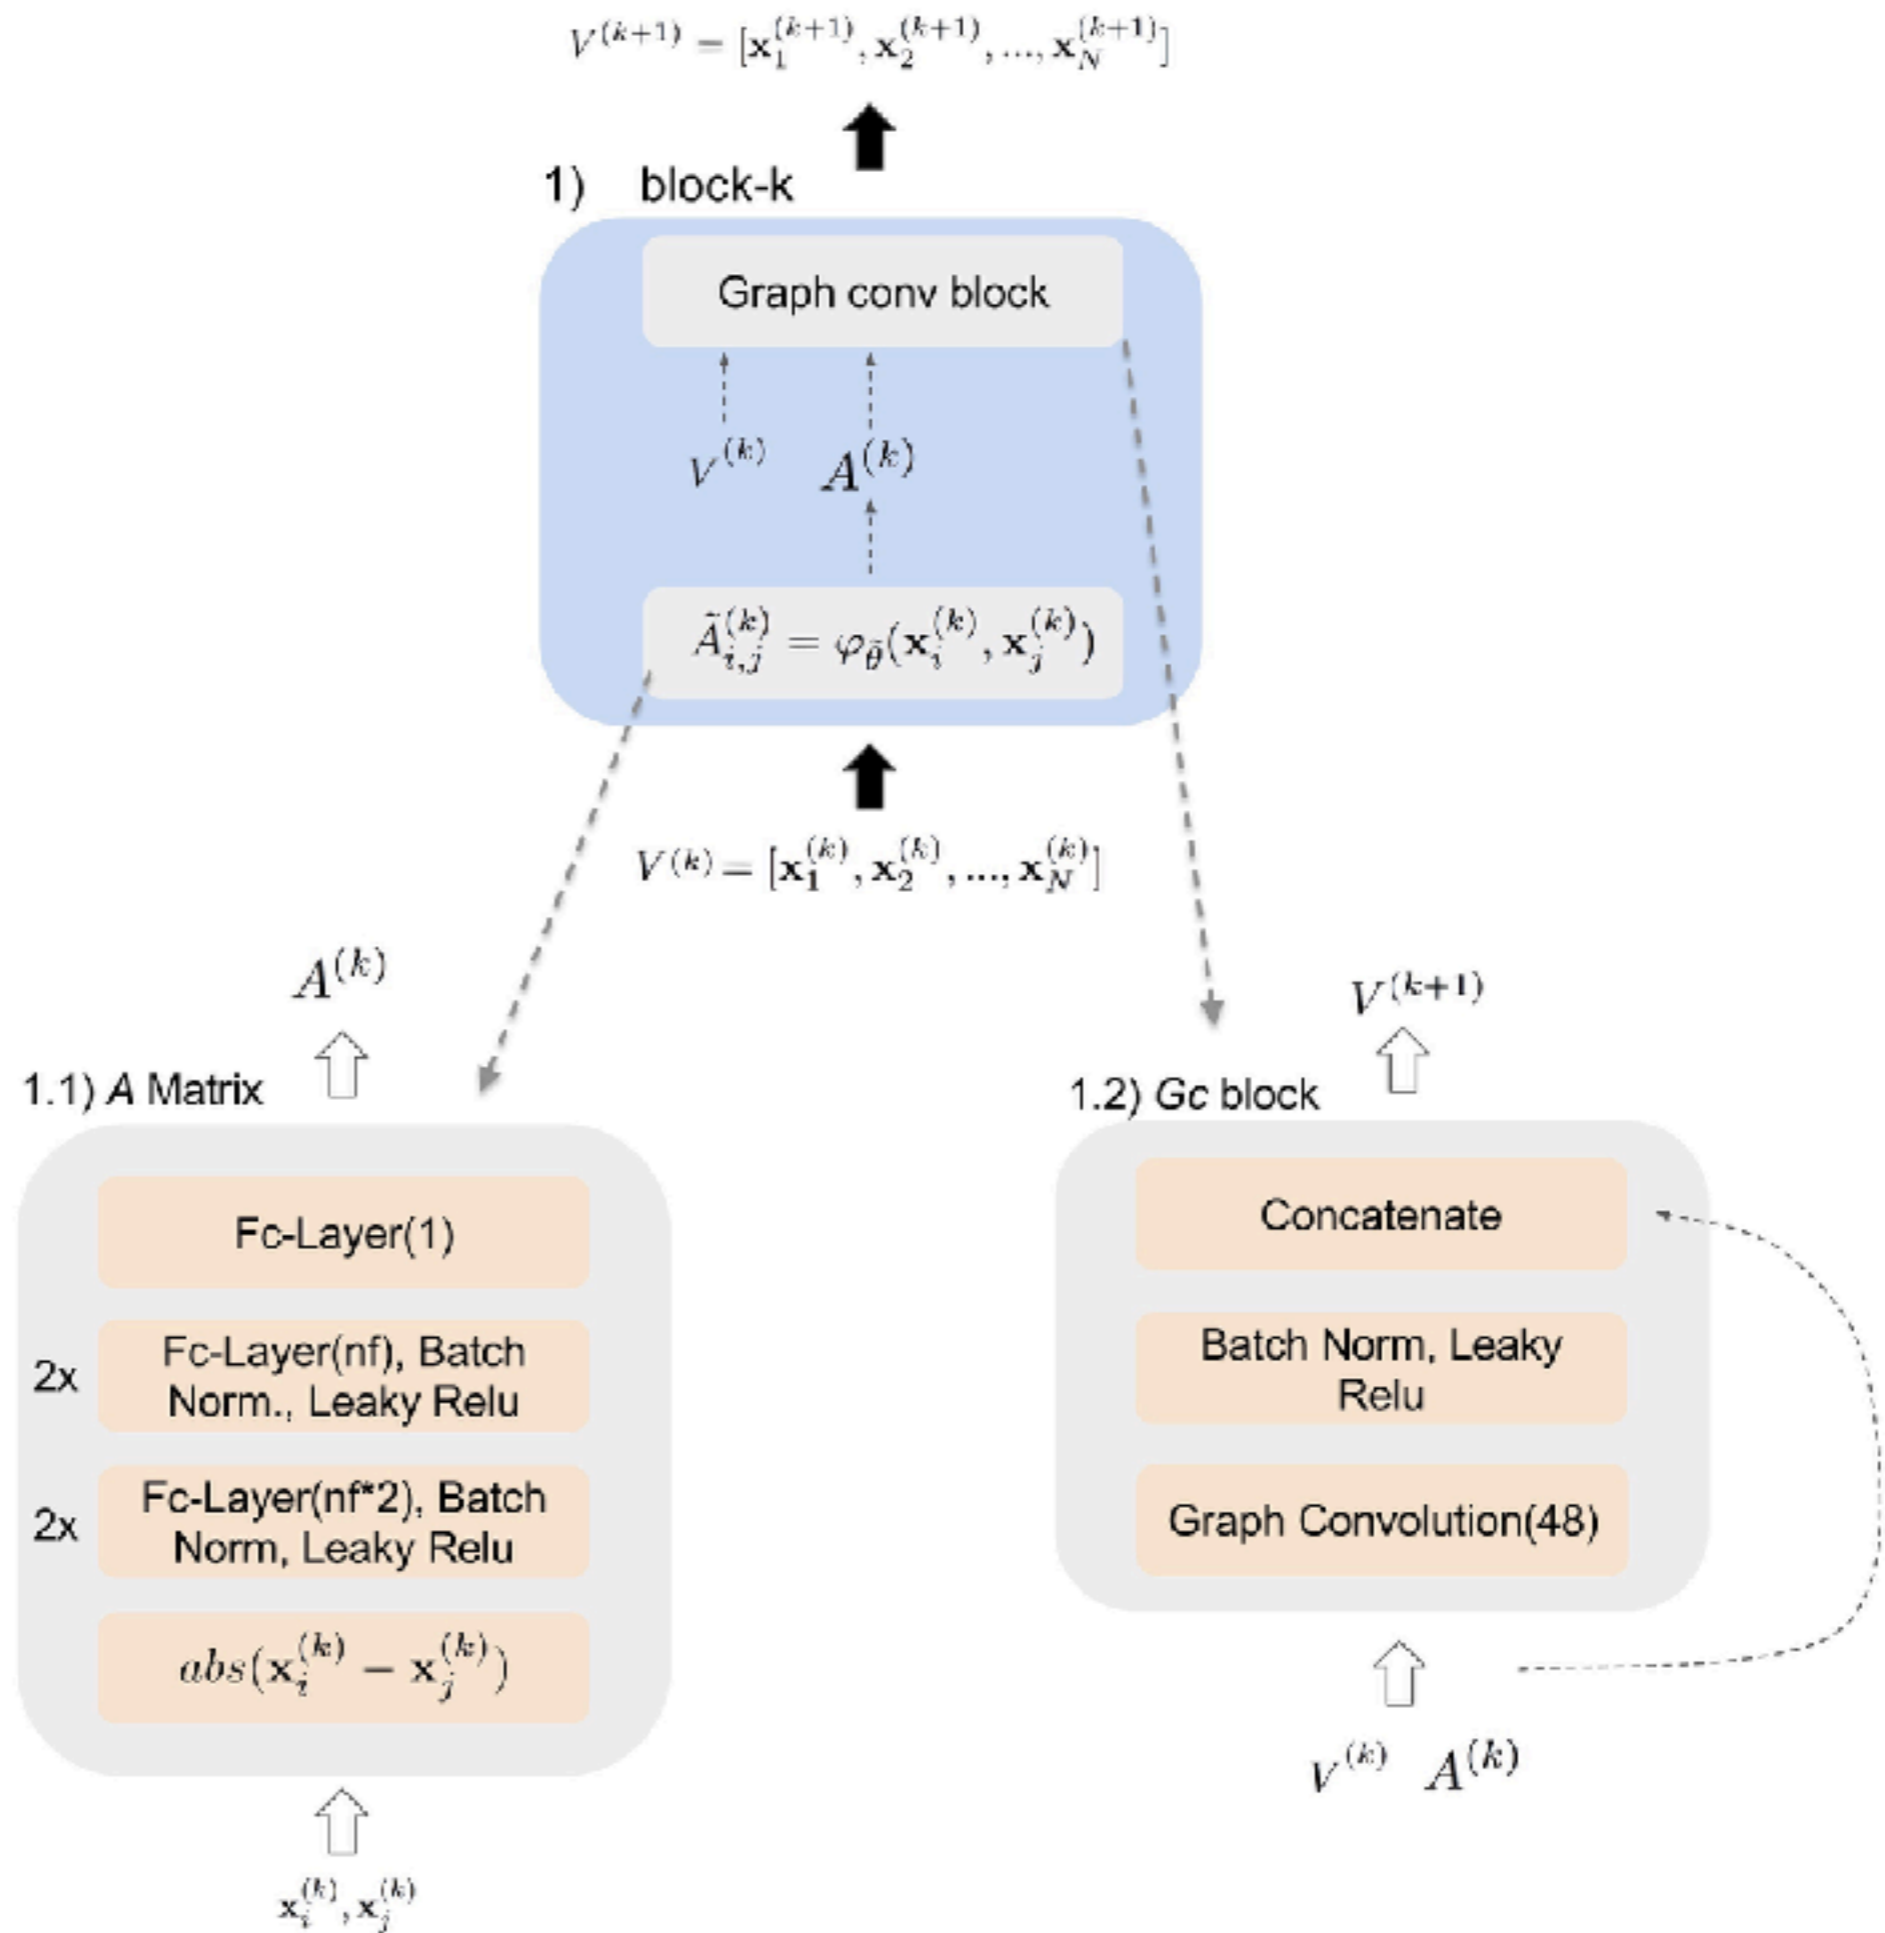 V^{(k+1)} = [x_1^{(k+1)}, x_2^{(k+1)}, ..., x_N^{(k+1)}]
1) block-k
Graph conv block
V^{(k)} A^{(k)}
Ã_{i,j}^{(k)} = φ_{θ̃}(x_i^{(k)}, x_j^{(k)})
V^{(k)} = [x_1^{(k)}, x_2^{(k)}, ..., x_N^{(k)}]
A^{(k)}
1.1) A Matrix
Fc-Layer(1)
2x
Fc-Layer(nf), Batch
Norm., Leaky Relu
2x
Fc-Layer(nf*2), Batch
Norm, Leaky Relu
abs(x_i^{(k)} − x_j^{(k)})
x_i^{(k)}, x_j^{(k)}
V^{(k+1)}
1.2) Gc block
Concatenate
Batch Norm, Leaky
Relu
Graph Convolution(48)
V^{(k)} A^{(k)}